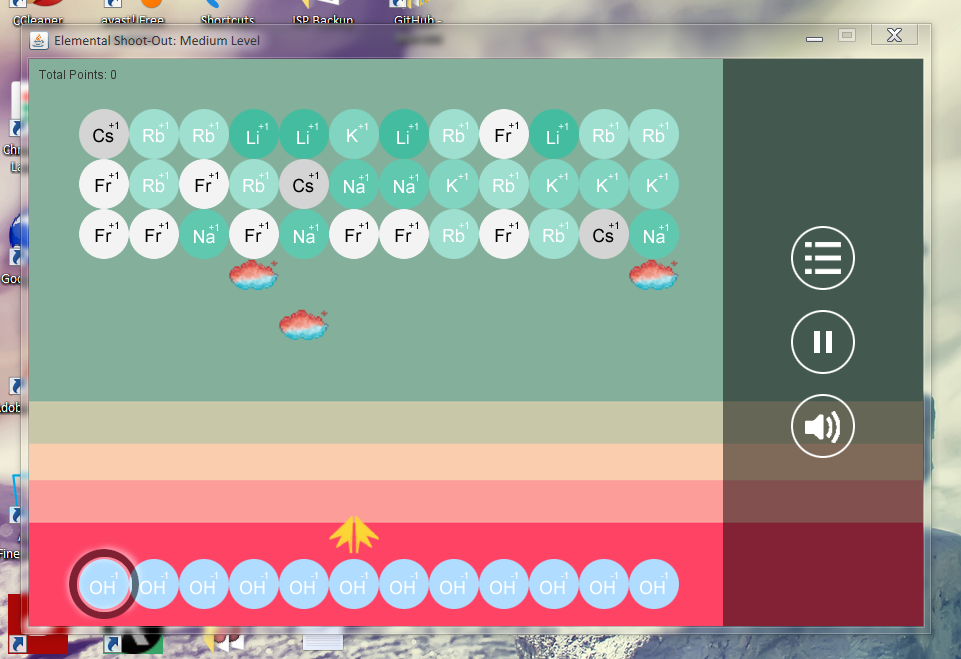 CCleaner avast! Free Shortcuts JSP Backup GitHub -
Elemental Shoot-Out: Medium Level
Total Points: 0
Cs+1 Rb+1 Rb+1 Li+1 Li+1 K+1 Li+1 Rb+1 Fr+1 Li+1 Rb+1 Rb+1
Fr+1 Rb+1 Fr+1 Rb+1 Cs+1 Na+1 Na+1 K+1 Rb+1 K+1 K+1 K+1
Fr+1 Fr+1 Na+1 Fr+1 Na+1 Fr+1 Fr+1 Rb+1 Fr+1 Rb+1 Cs+1 Na+1
OH-1 OH-1 OH-1 OH-1 OH-1 OH-1 OH-1 OH-1 OH-1 OH-1 OH-1 OH-1